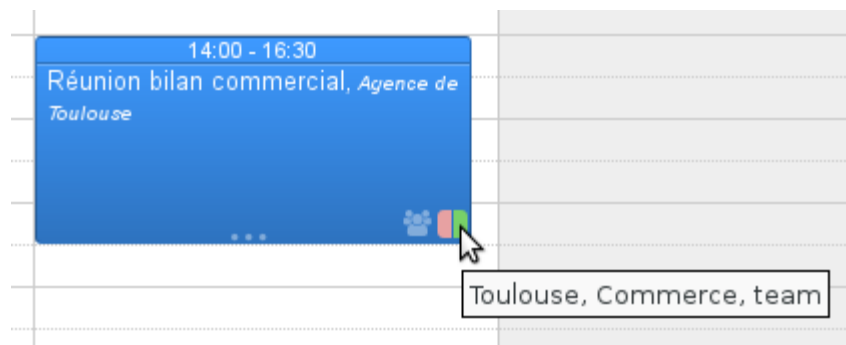 14:00 - 16:30
Réunion bilan commercial, Agence de
Toulouse
Toulouse, Commerce, team